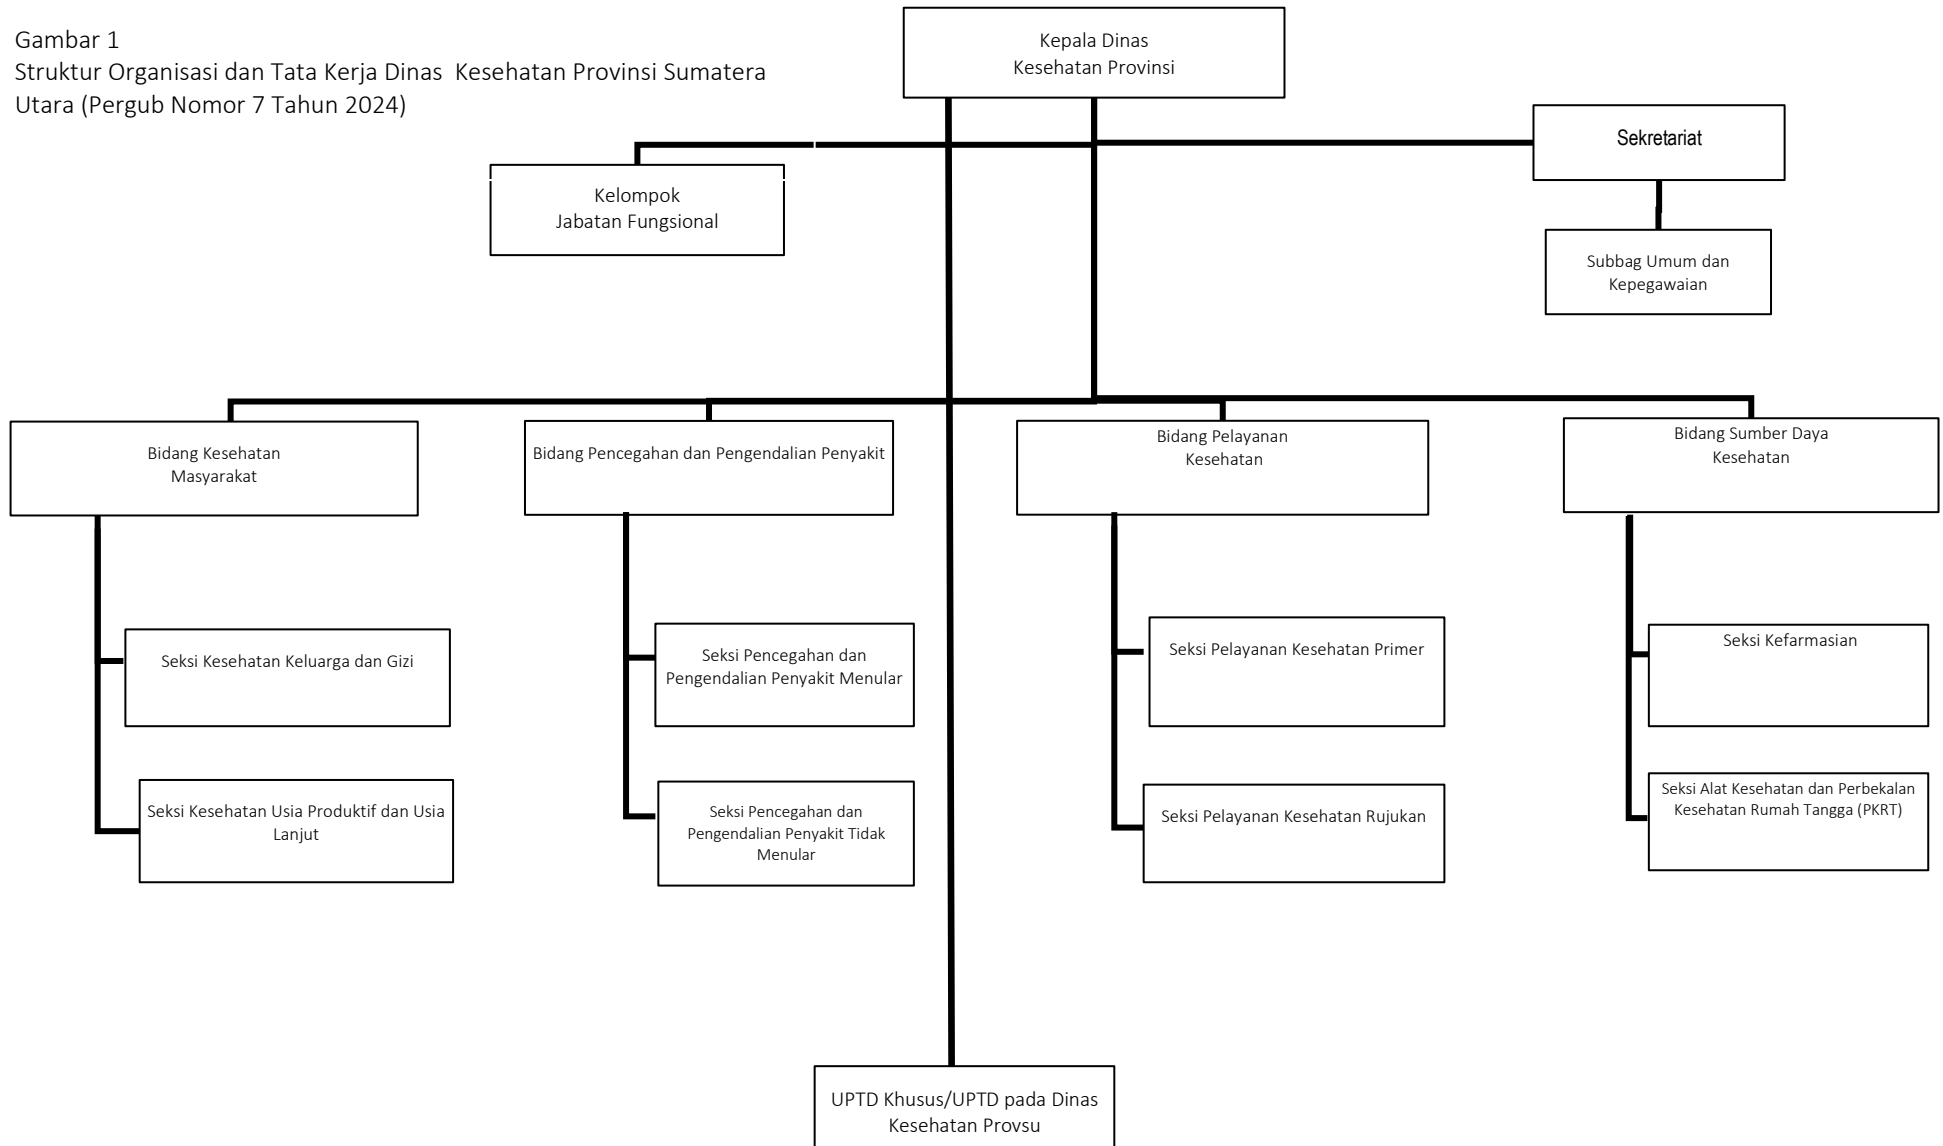 Gambar 1
Struktur Organisasi dan Tata Kerja Dinas  Kesehatan Provinsi Sumatera
Utara (Pergub Nomor 7 Tahun 2024)
Kepala Dinas
Kesehatan Provinsi
Sekretariat
Kelompok
Jabatan Fungsional
Subbag Umum dan
Kepegawaian
Bidang Kesehatan
Masyarakat
Bidang Pencegahan dan Pengendalian Penyakit
Bidang Pelayanan
Kesehatan
Bidang Sumber Daya
Kesehatan
Seksi Kesehatan Keluarga dan Gizi
Seksi Pencegahan dan
Pengendalian Penyakit Menular
Seksi Pelayanan Kesehatan Primer
Seksi Kefarmasian
Seksi Kesehatan Usia Produktif dan Usia
Lanjut
Seksi Pencegahan dan
Pengendalian Penyakit Tidak
Menular
Seksi Pelayanan Kesehatan Rujukan
Seksi Alat Kesehatan dan Perbekalan
Kesehatan Rumah Tangga (PKRT)
UPTD Khusus/UPTD pada Dinas
Kesehatan Provsu